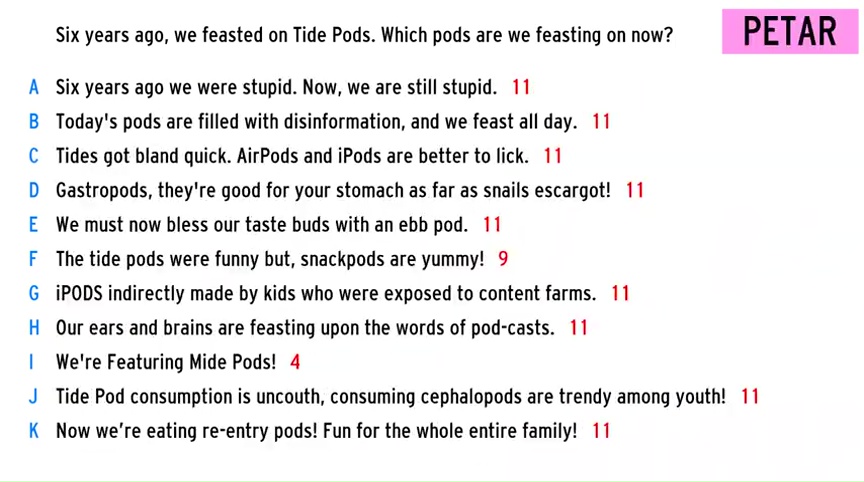 Six years ago, we feasted on Tide Pods. Which pods are we feasting on now?
PETAR
A Six years ago we were stupid. Now, we are still stupid. 11
B Today's pods are filled with disinformation, and we feast all day. 11
C Tides got bland quick. AirPods and iPods are better to lick. 11
D Gastropods, they're good for your stomach as far as snails escargot! 11
E We must now bless our taste buds with an ebb pod. 11
F The tide pods were funny but, snackpods are yummy! 9
G iPODS indirectly made by kids who were exposed to content farms. 11
H Our ears and brains are feasting upon the words of pod-casts. 11
I We're Featuring Mide Pods! 4
J Tide Pod consumption is uncouth, consuming cephalopods are trendy among youth! 11
K Now we’re eating re-entry pods! Fun for the whole entire family! 11